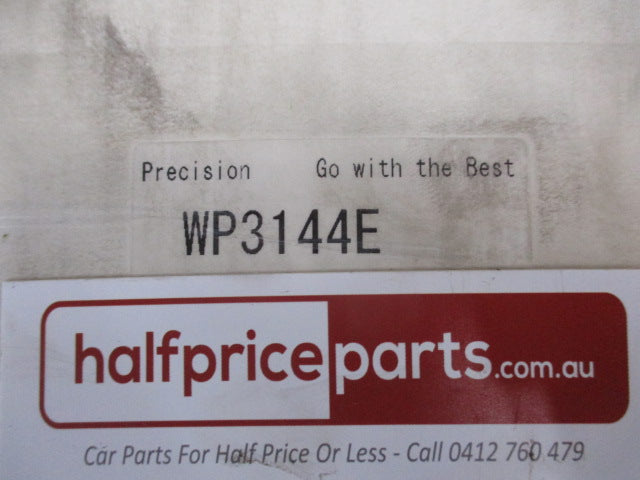 Precision Go with the Best
WP3144E
halfpriceparts.com.au
Car Parts For Half Price Or Less - Call 0412 760 479